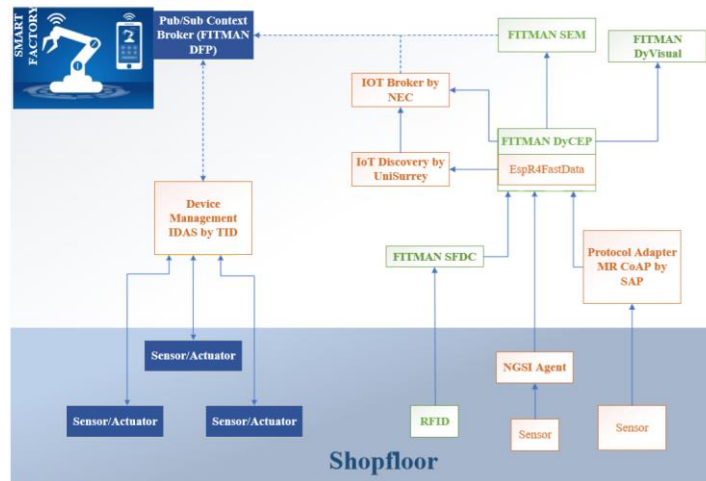 SMART
FACTORY
Pub/Sub Context
Broker (FITMAN
DFP)
FITMAN SEM
FITMAN
DyVisual
IOT Broker by
NEC
FITMAN DyCEP
EspR4FastData
IoT Discovery by
UniSurrey
Device
Management
IDAS by TID
FITMAN SFDC
Protocol Adapter
MR CoAP by
SAP
Sensor/Actuator
NGSI Agent
Sensor/Actuator
Sensor/Actuator
RFID
Sensor
Sensor
Shopfloor